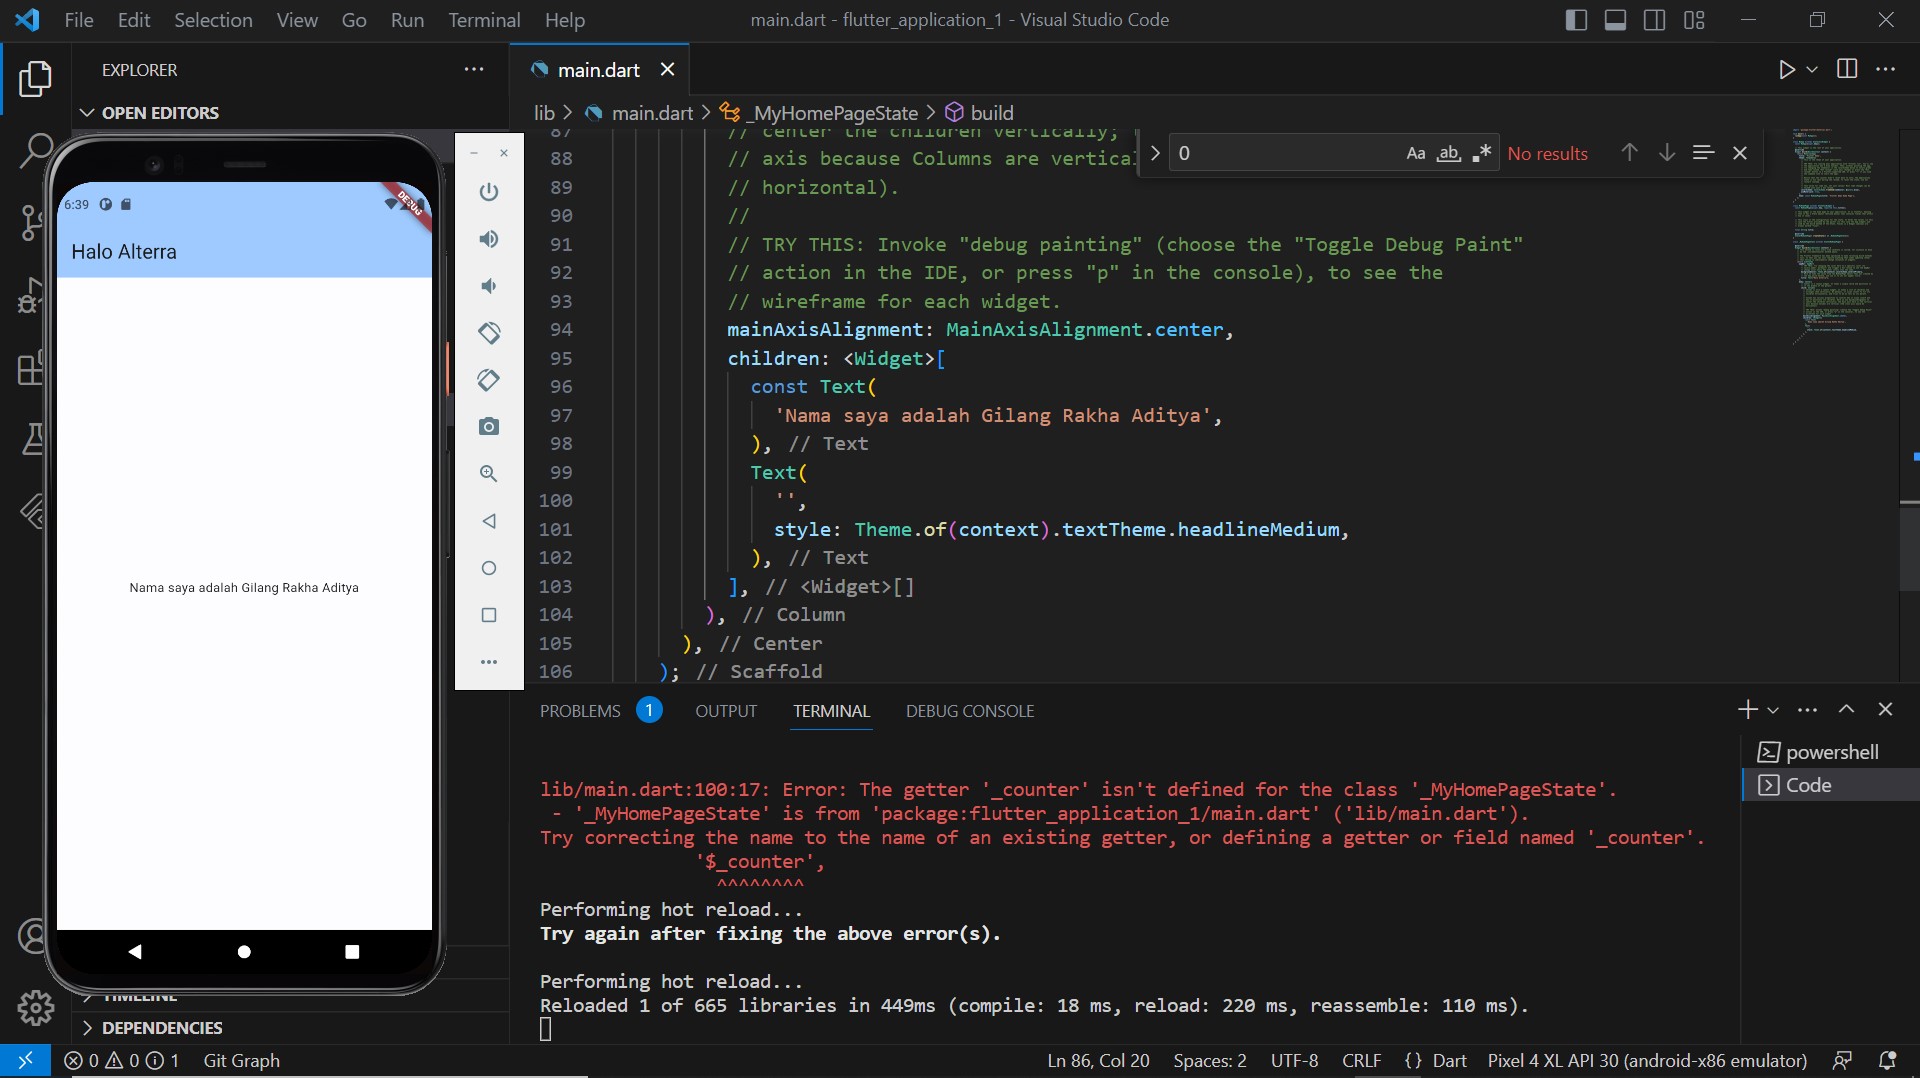 File Edit Selection View Go Run Terminal Help
main.dart - flutter_application_1 - Visual Studio Code
EXPLORER
OPEN EDITORS
main.dart
lib > main.dart > _MyHomePageState > build
0
Aa ab No results
87 // center the children vertically;
88 // axis because Columns are vertical
89 // horizontal).
90 //
91 // TRY THIS: Invoke "debug painting" (choose the "Toggle Debug Paint"
92 // action in the IDE, or press "p" in the console), to see the
93 // wireframe for each widget.
94 mainAxisAlignment: MainAxisAlignment.center,
95 children: <Widget>[
96 const Text(
97 'Nama saya adalah Gilang Rakha Aditya',
98 ), // Text
99 Text(
100 '',
101 style: Theme.of(context).textTheme.headlineMedium,
102 ), // Text
103 ], // <Widget>[]
104 ), // Column
105 ), // Center
106 ); // Scaffold
6:39
DEBUG
Halo Alterra
Nama saya adalah Gilang Rakha Aditya
TIMELINE
DEPENDENCIES
PROBLEMS 1 OUTPUT TERMINAL DEBUG CONSOLE
powershell
Code
lib/main.dart:100:17: Error: The getter '_counter' isn't defined for the class '_MyHomePageState'.
- '_MyHomePageState' is from 'package:flutter_application_1/main.dart' ('lib/main.dart').
Try correcting the name to the name of an existing getter, or defining a getter or field named '_counter'.
'$_counter',
^^^^^^^^
Performing hot reload...
Try again after fixing the above error(s).
Performing hot reload...
Reloaded 1 of 665 libraries in 449ms (compile: 18 ms, reload: 220 ms, reassemble: 110 ms).
0 0 1 Git Graph
Ln 86, Col 20 Spaces: 2 UTF-8 CRLF {} Dart Pixel 4 XL API 30 (android-x86 emulator)